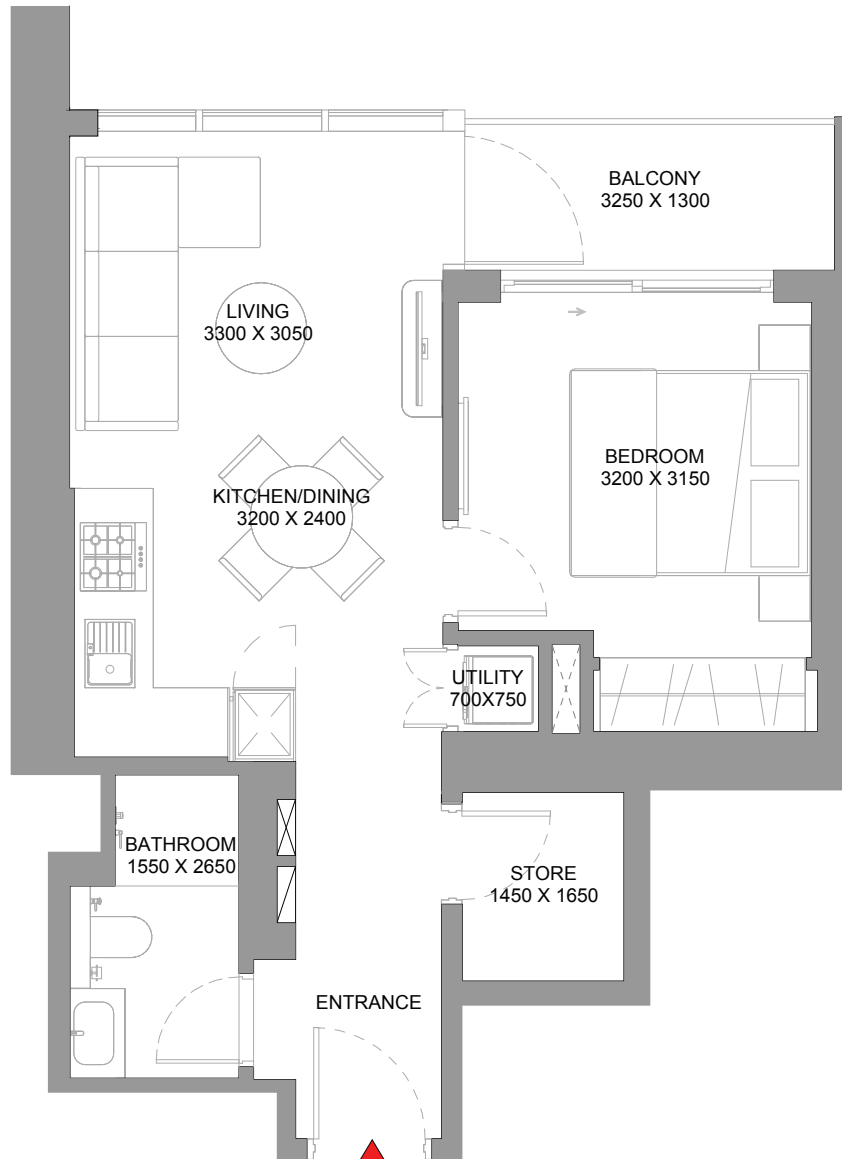 BALCONY
3250 X 1300
LIVING
3300 X 3050
BEDROOM
3200 X 3150
KITCHEN/DINING
3200 X 2400
UTILITY
700X750
BATHROOM
1550 X 2650
STORE
1450 X 1650
ENTRANCE